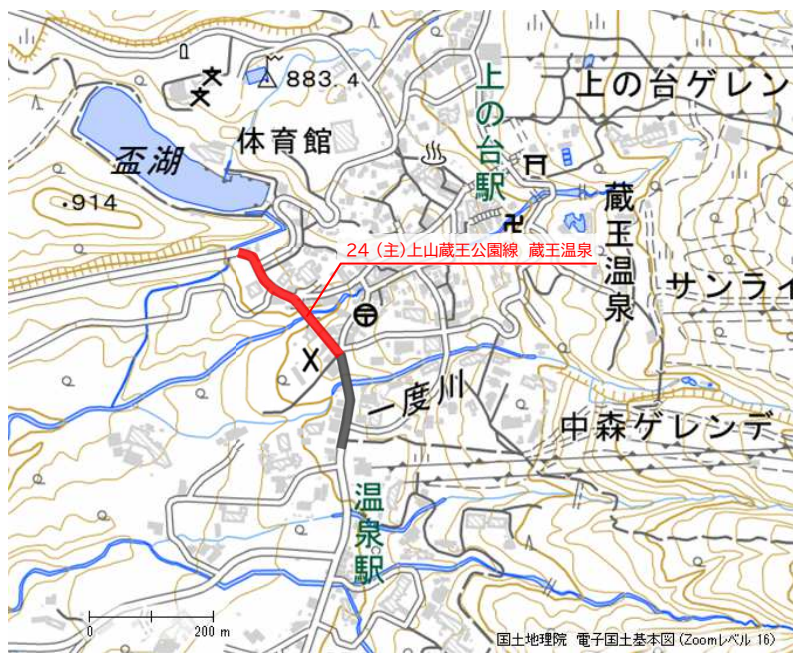 883.4
上の台ゲレン
上の台駅
体育館
盃湖
・914
蔵王温泉
24 (主)上山蔵王公園線 蔵王温泉
サンライ
一度川
中森ゲレンデ
温泉駅
0 200 m
国土地理院 電子国土基本図 (Zoomレベル 16)